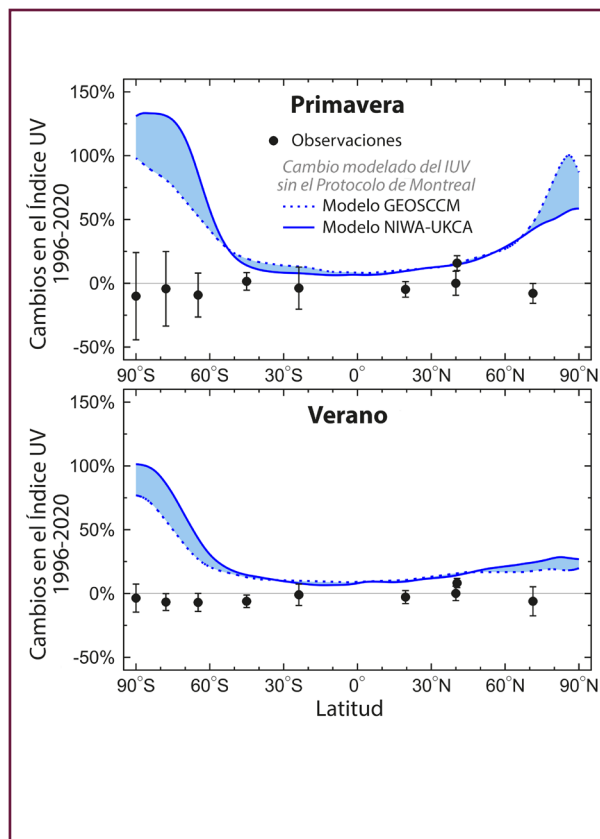 Cambios en el Índice UV
1996-2020
150%
100%
50%
0%
-50%
Primavera
Observaciones
Cambio modelado del IUV
sin el Protocolo de Montreal
Modelo GEOSCCM
Modelo NIWA-UKCA
90°S 60°S 30°S 0° 30°N 60°N 90°N
Cambios en el Índice UV
1996-2020
150%
100%
50%
0%
-50%
Verano
90°S 60°S 30°S 0° 30°N 60°N 90°N
Latitud